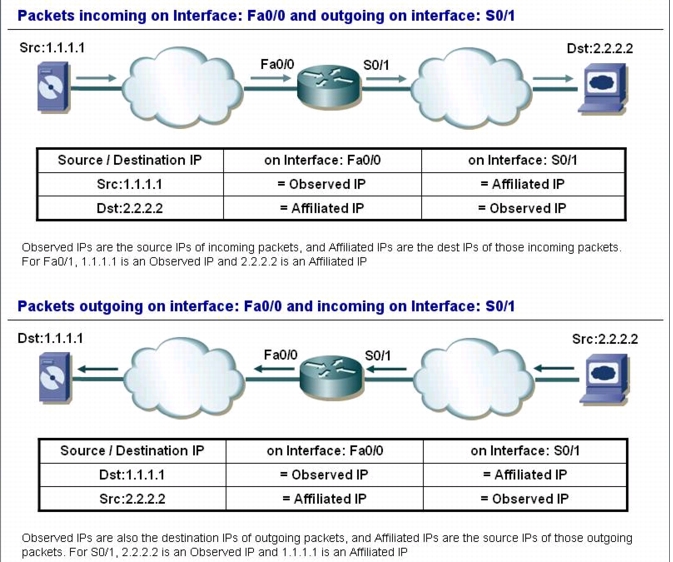 Packets incoming on Interface: Fa0/0 and outgoing on interface: S0/1
Src:1.1.1.1
Dst:2.2.2.2
Fa0/0
S0/1
Source / Destination IP on Interface: Fa0/0 on Interface: S0/1
Src:1.1.1.1 = Observed IP = Affiliated IP
Dst:2.2.2.2 = Affiliated IP = Observed IP
Observed IPs are the source IPs of incoming packets, and Affiliated IPs are the dest IPs of those incoming packets.
For Fa0/1, 1.1.1.1 is an Observed IP and 2.2.2.2 is an Affiliated IP
Packets outgoing on interface: Fa0/0 and incoming on Interface: S0/1
Dst:1.1.1.1
Src:2.2.2.2
Fa0/0
S0/1
Source / Destination IP on Interface: Fa0/0 on Interface: S0/1
Dst:1.1.1.1 = Observed IP = Affiliated IP
Src:2.2.2.2 = Affiliated IP = Observed IP
Observed IPs are also the destination IPs of outgoing packets, and Affiliated IPs are the source IPs of those outgoing
packets. For S0/1, 2.2.2.2 is an Observed IP and 1.1.1.1 is an Affiliated IP